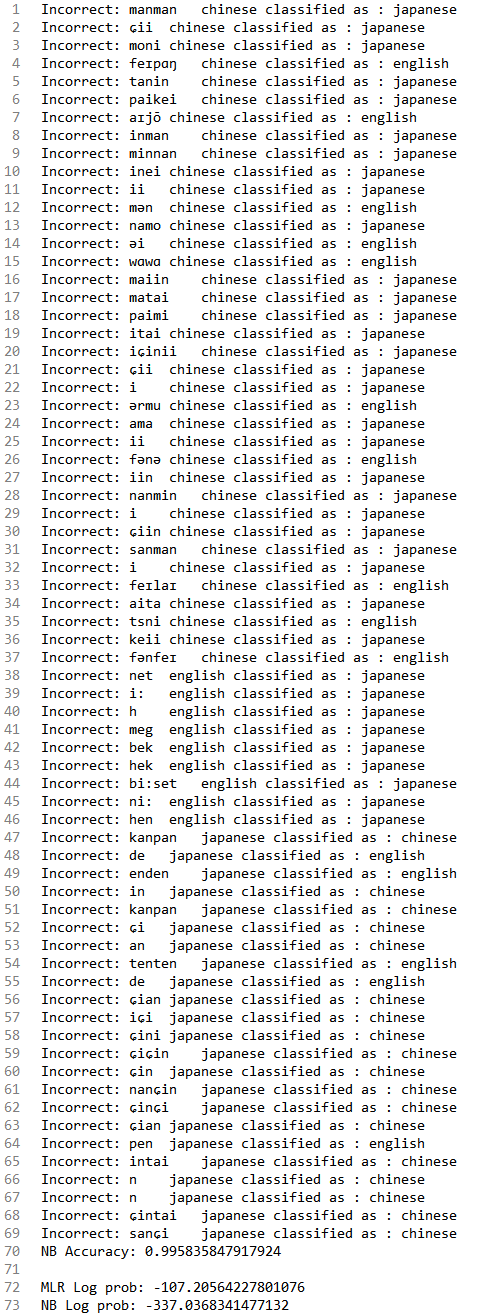 1 Incorrect: manman chinese classified as : japanese
2 Incorrect: ɕii chinese classified as : japanese
3 Incorrect: moni chinese classified as : japanese
4 Incorrect: feɪpɑŋ chinese classified as : english
5 Incorrect: tanin chinese classified as : japanese
6 Incorrect: paikei chinese classified as : japanese
7 Incorrect: aɪjō chinese classified as : english
8 Incorrect: inman chinese classified as : japanese
9 Incorrect: minnan chinese classified as : japanese
10 Incorrect: inei chinese classified as : japanese
11 Incorrect: ii chinese classified as : japanese
12 Incorrect: mən chinese classified as : english
13 Incorrect: namo chinese classified as : japanese
14 Incorrect: əi chinese classified as : english
15 Incorrect: wɑwɑ chinese classified as : english
16 Incorrect: maiin chinese classified as : japanese
17 Incorrect: matai chinese classified as : japanese
18 Incorrect: paimi chinese classified as : japanese
19 Incorrect: itai chinese classified as : japanese
20 Incorrect: iɕinii chinese classified as : japanese
21 Incorrect: ɕii chinese classified as : japanese
22 Incorrect: i chinese classified as : japanese
23 Incorrect: ərmu chinese classified as : english
24 Incorrect: ama chinese classified as : japanese
25 Incorrect: ii chinese classified as : japanese
26 Incorrect: fənə chinese classified as : english
27 Incorrect: iin chinese classified as : japanese
28 Incorrect: nanmin chinese classified as : japanese
29 Incorrect: i chinese classified as : japanese
30 Incorrect: ɕiin chinese classified as : japanese
31 Incorrect: sanman chinese classified as : japanese
32 Incorrect: i chinese classified as : japanese
33 Incorrect: feɪlaɪ chinese classified as : english
34 Incorrect: aita chinese classified as : japanese
35 Incorrect: tsni chinese classified as : english
36 Incorrect: keii chinese classified as : japanese
37 Incorrect: fənfeɪ chinese classified as : english
38 Incorrect: net english classified as : japanese
39 Incorrect: i: english classified as : japanese
40 Incorrect: h english classified as : japanese
41 Incorrect: meg english classified as : japanese
42 Incorrect: bek english classified as : japanese
43 Incorrect: hek english classified as : japanese
44 Incorrect: bi:set english classified as : japanese
45 Incorrect: ni: english classified as : japanese
46 Incorrect: hen english classified as : japanese
47 Incorrect: kanpan japanese classified as : chinese
48 Incorrect: de japanese classified as : english
49 Incorrect: enden japanese classified as : english
50 Incorrect: in japanese classified as : chinese
51 Incorrect: kanpan japanese classified as : chinese
52 Incorrect: ɕi japanese classified as : chinese
53 Incorrect: an japanese classified as : chinese
54 Incorrect: tenten japanese classified as : english
55 Incorrect: de japanese classified as : english
56 Incorrect: ɕian japanese classified as : chinese
57 Incorrect: iɕi japanese classified as : chinese
58 Incorrect: ɕini japanese classified as : chinese
59 Incorrect: ɕiɕin japanese classified as : chinese
60 Incorrect: ɕin japanese classified as : chinese
61 Incorrect: nanɕin japanese classified as : chinese
62 Incorrect: ɕinɕi japanese classified as : chinese
63 Incorrect: ɕian japanese classified as : chinese
64 Incorrect: pen japanese classified as : english
65 Incorrect: intai japanese classified as : chinese
66 Incorrect: n japanese classified as : chinese
67 Incorrect: n japanese classified as : chinese
68 Incorrect: ɕintai japanese classified as : chinese
69 Incorrect: sanɕi japanese classified as : chinese
70 NB Accuracy: 0.995835847917924
71
72 MLR Log prob: -107.20564227801076
73 NB Log prob: -337.0368341477132